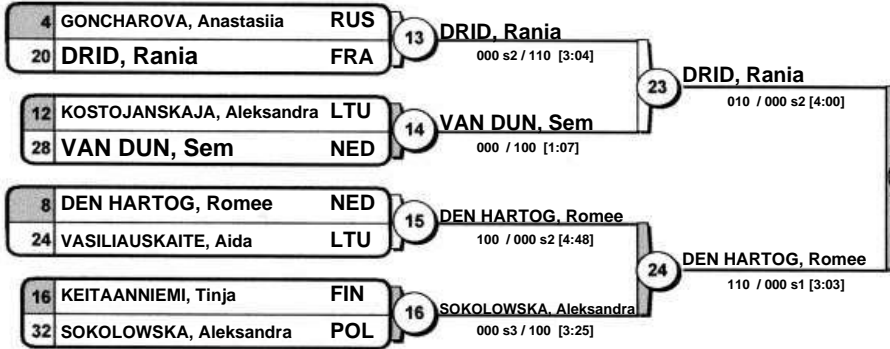 4 GONCHAROVA, Anastasiia RUS
20 DRID, Rania FRA
13 DRID, Rania
000 s2 / 110 [3:04]
12 KOSTOJANSKAJA, Aleksandra LTU
28 VAN DUN, Sem NED
14 VAN DUN, Sem
000 / 100 [1:07]
23 DRID, Rania
010 / 000 s2 [4:00]
8 DEN HARTOG, Romee NED
24 VASILIAUSKAITE, Aida LTU
15 DEN HARTOG, Romee
100 / 000 s2 [4:48]
16 KEITAANNIEMI, Tinja FIN
32 SOKOLOWSKA, Aleksandra POL
16 SOKOLOWSKA, Aleksandra
000 s3 / 100 [3:25]
24 DEN HARTOG, Romee
110 / 000 s1 [3:03]